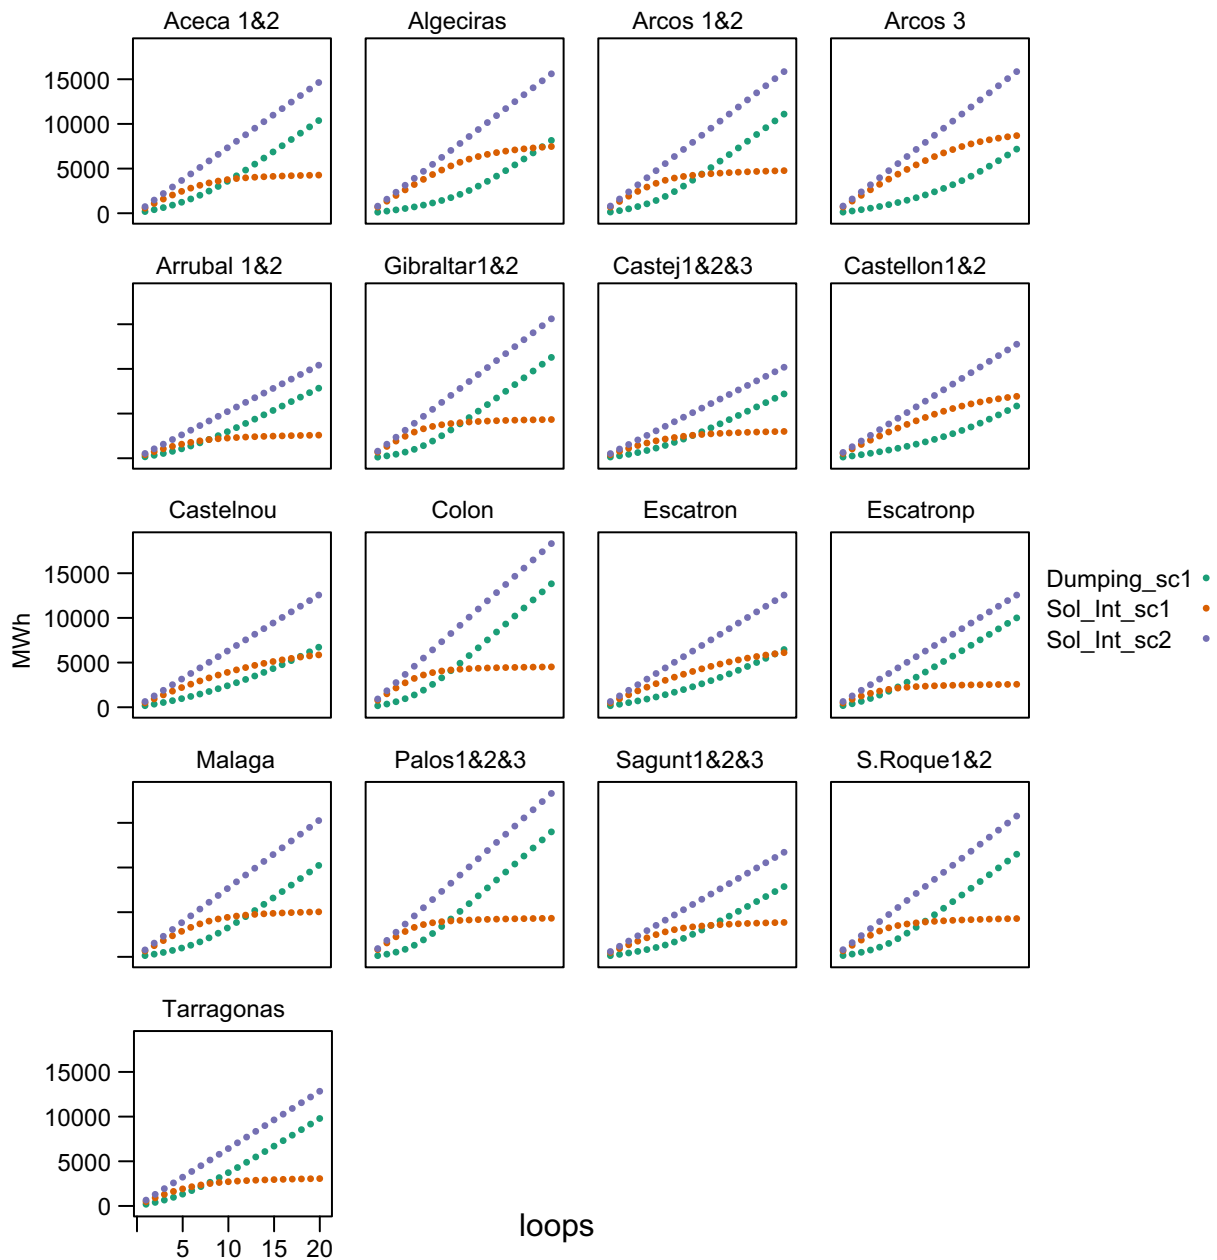 Aceca 1&2
Algeciras
Arcos 1&2
Arcos 3
15000
10000
5000
0
Arrubal 1&2
Gibraltar1&2
Castej1&2&3
Castellon1&2
Castelnou
Colon
Escatron
Escatronp
15000
10000
5000
0
MWh
Dumping_sc1
Sol_Int_sc1
Sol_Int_sc2
Malaga
Palos1&2&3
Sagunt1&2&3
S.Roque1&2
Tarragonas
15000
10000
5000
0
5 10 15 20
loops